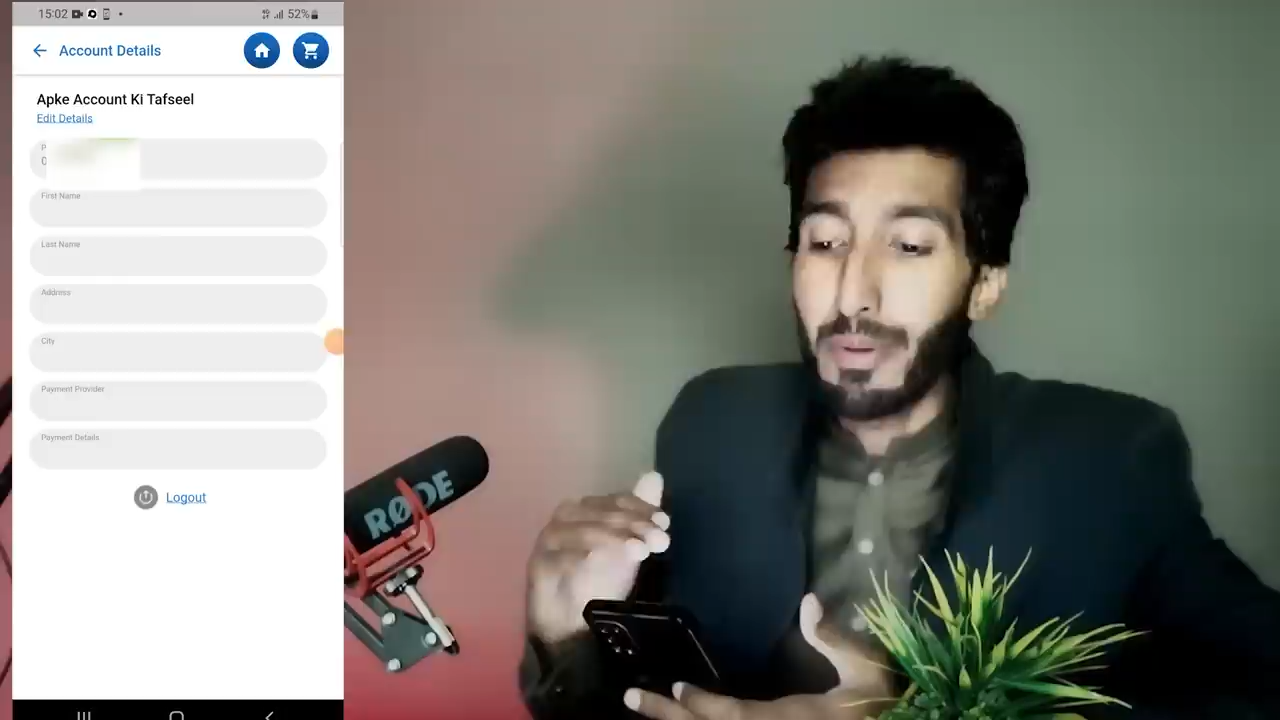 15:02
52%
Account Details
Apke Account Ki Tafseel
Edit Details
P
0
First Name
Last Name
Address
City
Payment Provider
Payment Details
Logout
RØDE